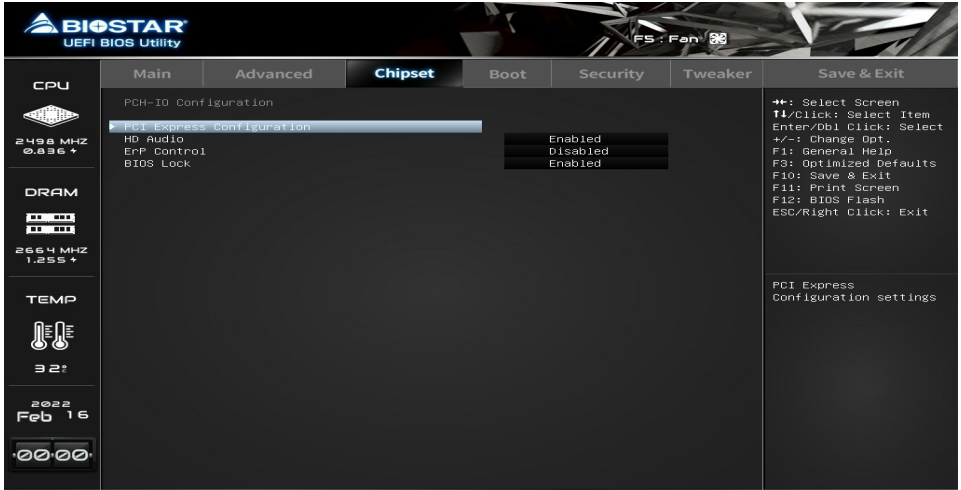 BIOSTAR®
UEFI BIOS Utility
F5 : Fan
Main Advanced Chipset Boot Security Tweaker Save & Exit
CPU
2498 MHZ
0.836
DRAM
2664 MHZ
1.255
TEMP
32
2022
Feb 16
00:00
PCH-IO Configuration
PCI Express Configuration
HD Audio Enabled
ErP Control Disabled
BIOS Lock Enabled
→←: Select Screen
↑↓/Click: Select Item
Enter/Dbl Click: Select
+/-: Change Opt.
F1: General Help
F3: Optimized Defaults
F10: Save & Exit
F11: Print Screen
F12: BIOS Flash
ESC/Right Click: Exit
PCI Express
Configuration settings